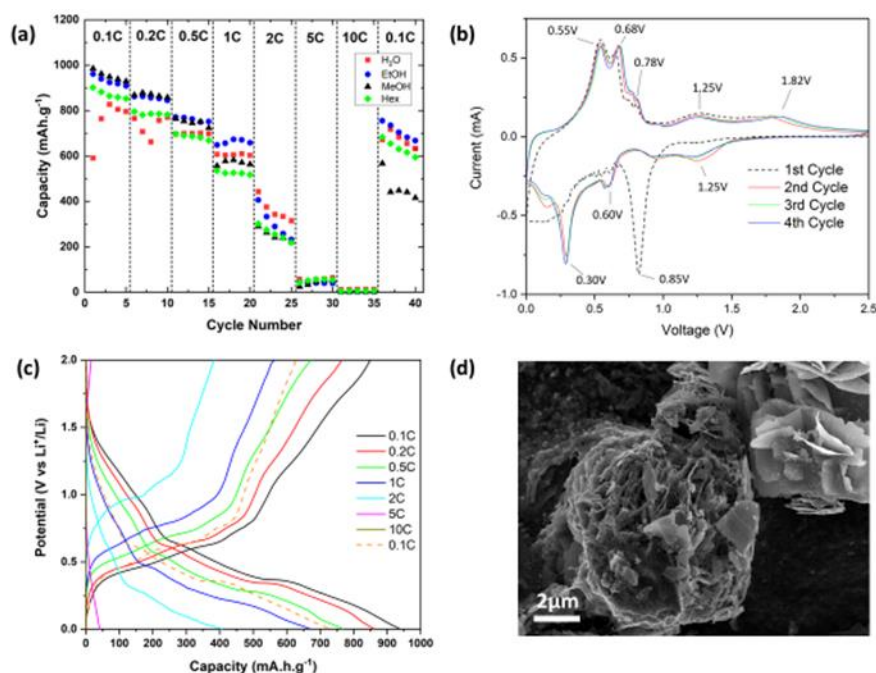 (a)
0.1C 0.2C 0.5C 1C 2C 5C 10C 0.1C
H₂O
EtOH
MeOH
Hex
1000
800
600
400
200
0
0 5 10 15 20 25 30 35 40
Capacity (mAh.g⁻¹)
Cycle Number
(b)
0.55V
0.68V
0.78V
1.25V
1.82V
0.5
0.0
-0.5
-1.0
Current (mA)
1st Cycle
2nd Cycle
3rd Cycle
4th Cycle
1.25V
0.60V
0.30V
0.85V
0.0 0.5 1.0 1.5 2.0 2.5
Voltage (V)
(c)
2.0
1.5
1.0
0.5
0.0
Potential (V vs Li⁺/Li)
0.1C
0.2C
0.5C
1C
2C
5C
10C
0.1C
0 100 200 300 400 500 600 700 800 900 1000
Capacity (mA.h.g⁻¹)
(d)
2μm